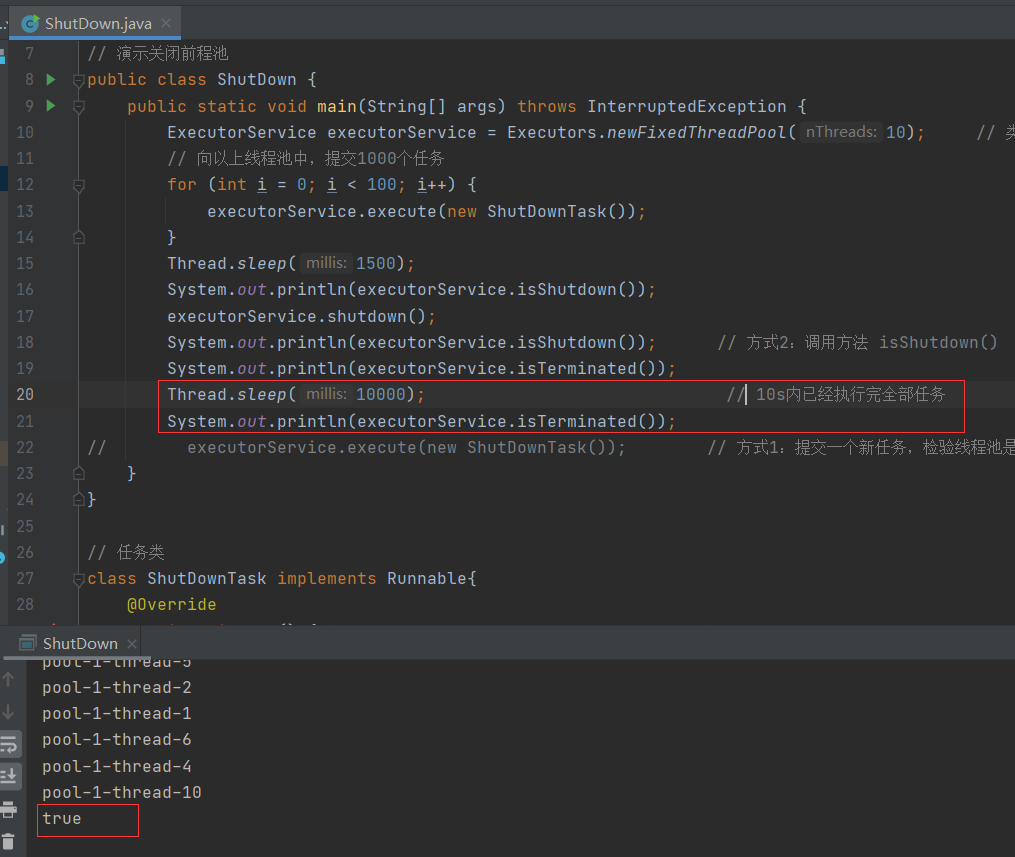 ShutDown.java
7 // 演示关闭前程池
8 public class ShutDown {
9 public static void main(String[] args) throws InterruptedException {
10 ExecutorService executorService = Executors.newFixedThreadPool( nThreads: 10); //
11 // 向以上线程池中，提交1000个任务
12 for (int i = 0; i < 100; i++) {
13 executorService.execute(new ShutDownTask());
14 }
15 Thread.sleep( millis: 1500);
16 System.out.println(executorService.isShutdown());
17 executorService.shutdown();
18 System.out.println(executorService.isShutdown()); // 方式2：调用方法 isShutdown()
19 System.out.println(executorService.isTerminated());
20 Thread.sleep( millis: 10000); // 10s内已经执行完全部任务
21 System.out.println(executorService.isTerminated());
22 // executorService.execute(new ShutDownTask()); // 方式1：提交一个新任务，检验线程池是
23 }
24 }
25
26 // 任务类
27 class ShutDownTask implements Runnable{
28 @Override
ShutDown
pool-1-thread-5
pool-1-thread-2
pool-1-thread-1
pool-1-thread-6
pool-1-thread-4
pool-1-thread-10
true